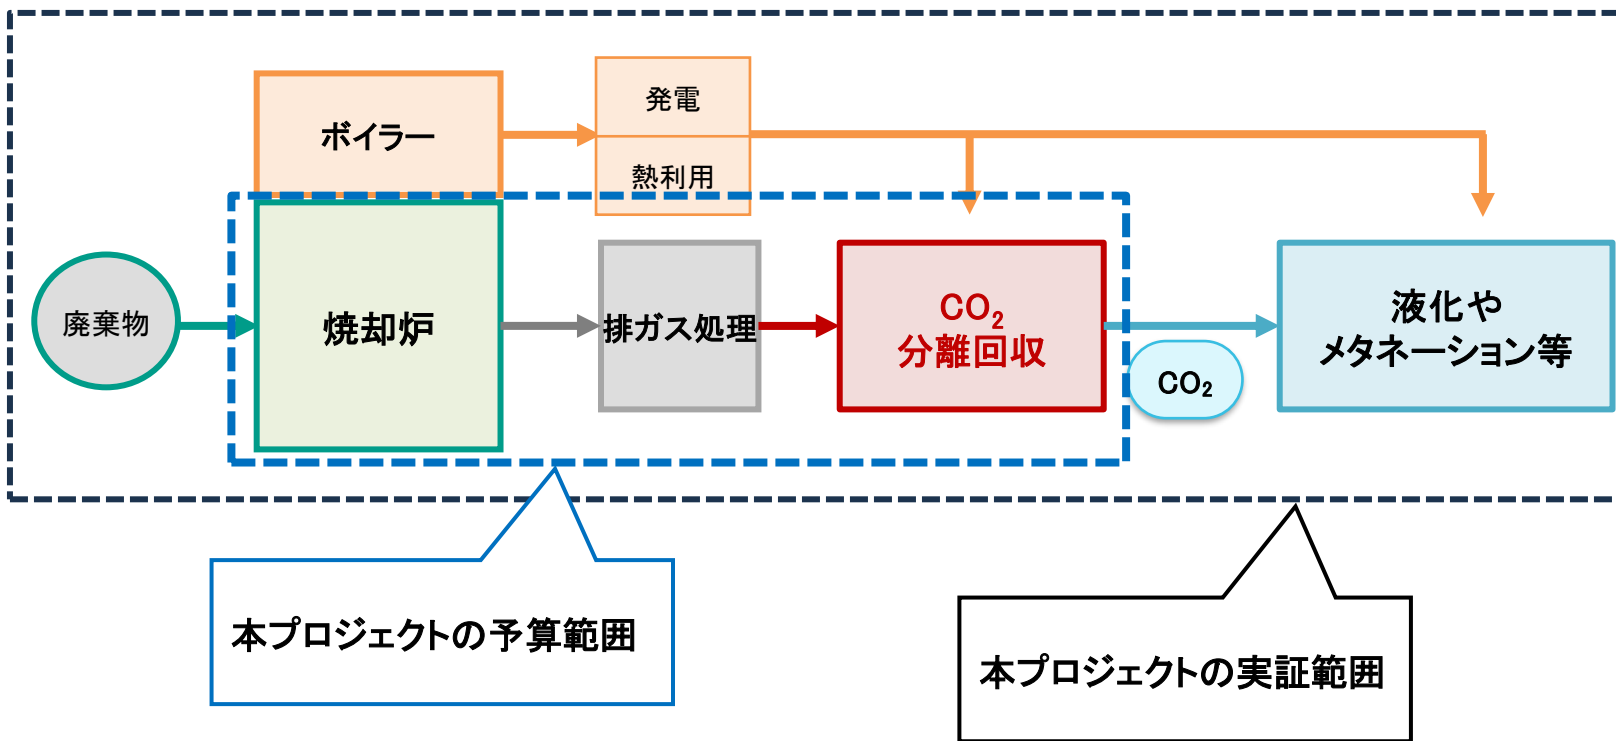 ボイラー
発電
熱利用
廃棄物
焼却炉
排ガス処理
CO₂
分離回収
CO₂
液化や
メタネーション等
本プロジェクトの予算範囲
本プロジェクトの実証範囲